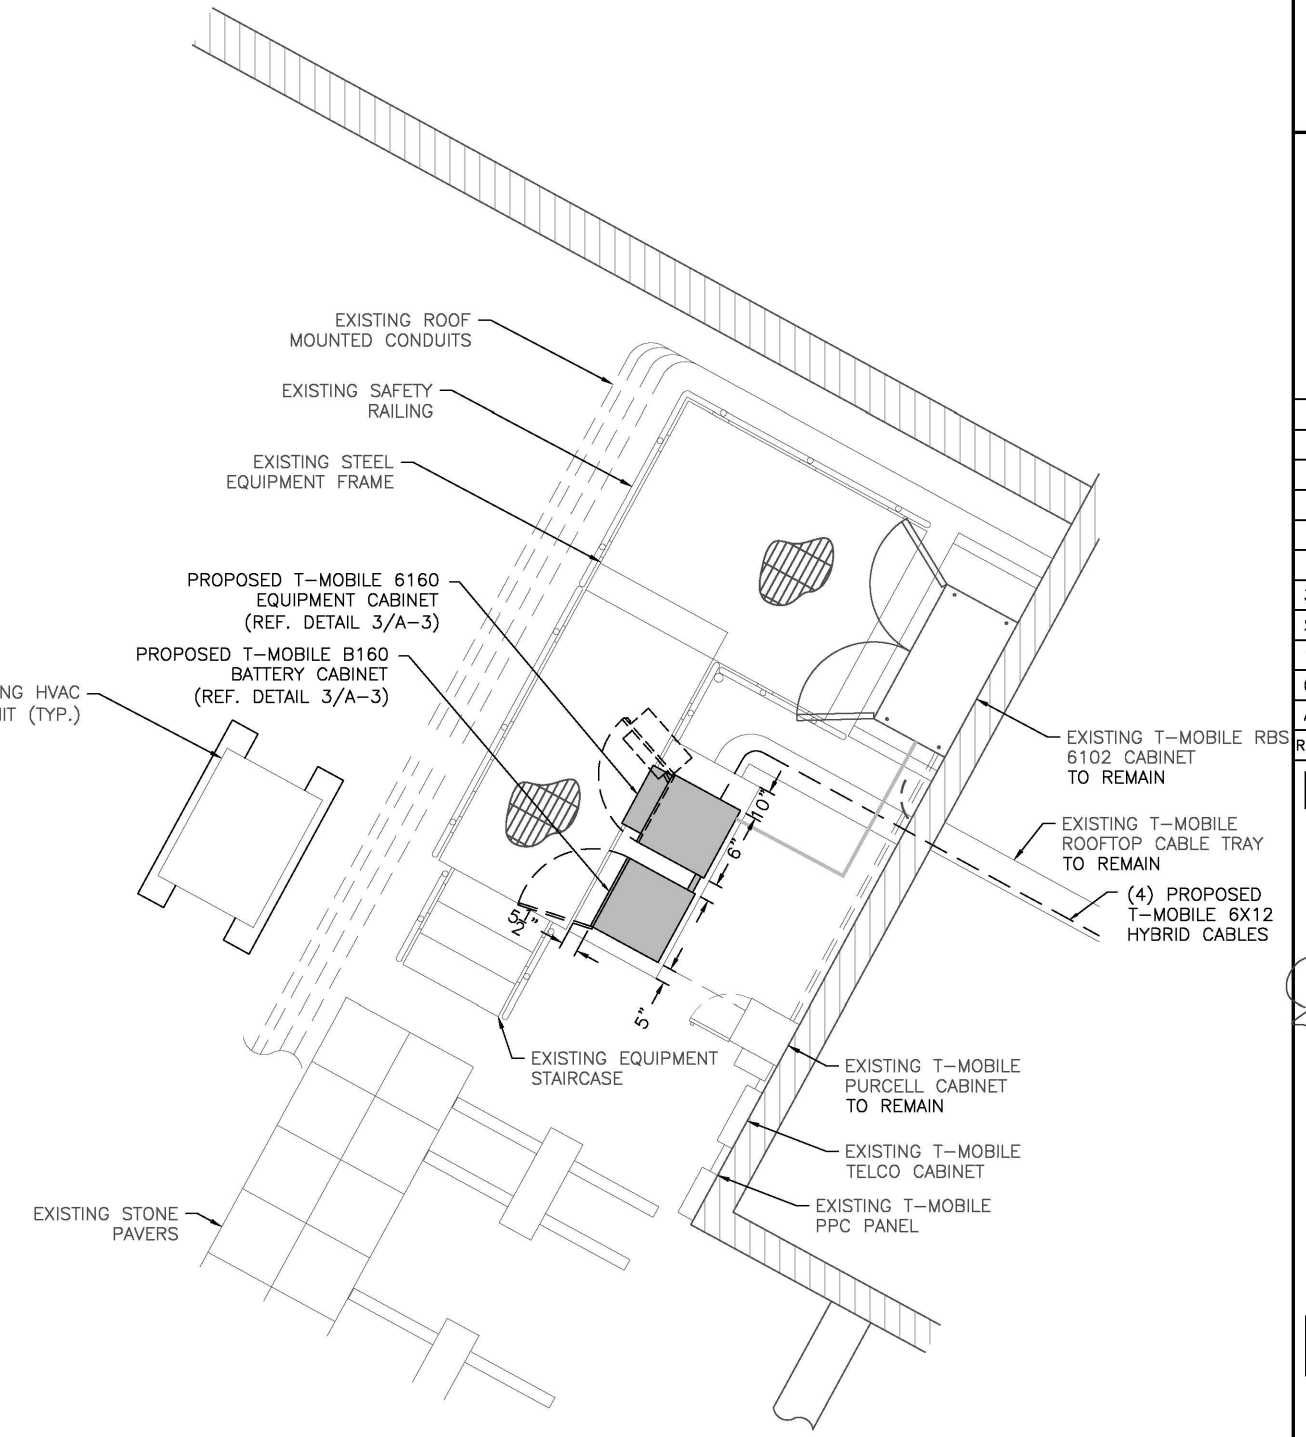 EXISTING ROOF
MOUNTED CONDUITS
EXISTING SAFETY
RAILING
EXISTING STEEL
EQUIPMENT FRAME
PROPOSED T-MOBILE 6160
EQUIPMENT CABINET
(REF. DETAIL 3/A-3)
PROPOSED T-MOBILE B160
BATTERY CABINET
(REF. DETAIL 3/A-3)
HVAC
(TYP.)
10"
6"
5 1/2"
5"
EXISTING T-MOBILE RBS
6102 CABINET
TO REMAIN
EXISTING T-MOBILE
ROOFTOP CABLE TRAY
TO REMAIN
(4) PROPOSED
T-MOBILE 6X12
HYBRID CABLES
EXISTING EQUIPMENT
STAIRCASE
EXISTING T-MOBILE
PURCELL CABINET
TO REMAIN
EXISTING T-MOBILE
TELCO CABINET
EXISTING T-MOBILE
PPC PANEL
EXISTING STONE
PAVERS